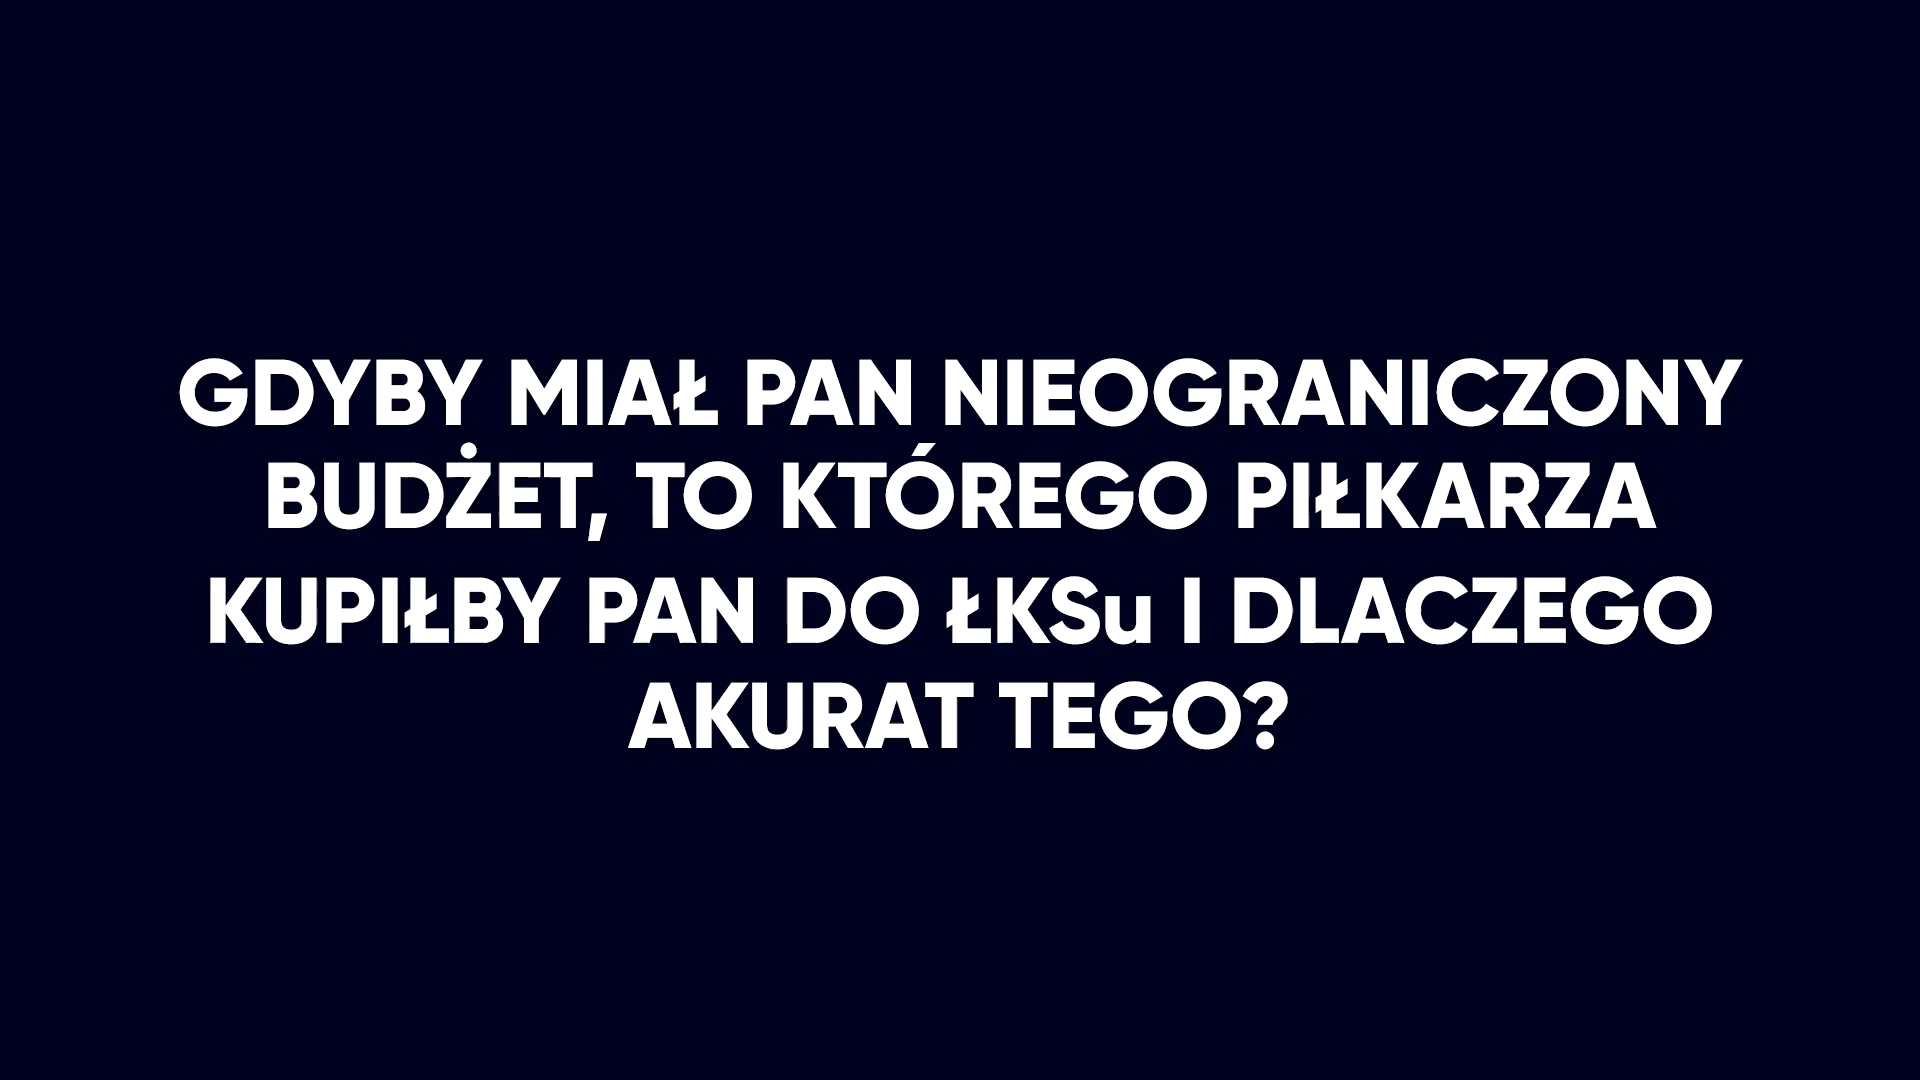 GDYBY MIAŁ PAN NIEOGRANICZONY
BUDŻET, TO KTÓREGO PIŁKARZA
KUPIŁBY PAN DO ŁKSu I DLACZEGO
AKURAT TEGO?